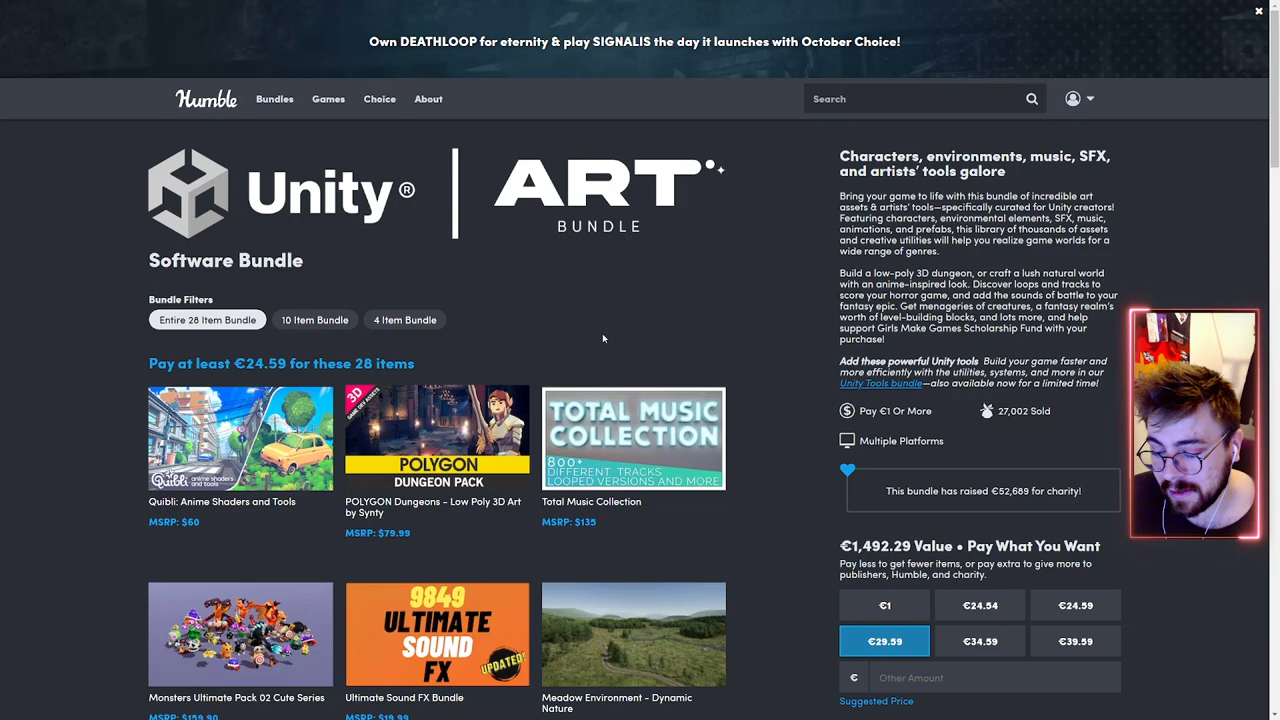 Own DEATHLOOP for eternity & play SIGNALIS the day it launches with October Choice!
Humble
Bundles
Games
Choice
About
Search
Unity®
ART
BUNDLE
Software Bundle
Bundle Filters
Entire 28 Item Bundle
10 Item Bundle
4 Item Bundle
Pay at least €24.59 for these 28 items
Quibli anime shaders and tools
Quibli: Anime Shaders and Tools
MSRP: $60
3D
GAME DEV ASSETS
POLYGON
DUNGEON PACK
POLYGON Dungeons - Low Poly 3D Art
by Synty
MSRP: $79.99
TOTAL MUSIC
COLLECTION
800+
DIFFERENT TRACKS
LOOPED VERSIONS AND MORE
Total Music Collection
MSRP: $135
Monsters Ultimate Pack 02 Cute Series
MSRP: $159.90
9849
ULTIMATE
SOUND
FX
UPDATED!
Ultimate Sound FX Bundle
MSRP: $19.99
Meadow Environment - Dynamic
Nature
Characters, environments, music, SFX,
and artists’ tools galore
Bring your game to life with this bundle of incredible art
assets & artists’ tools—specifically curated for Unity creators!
Featuring characters, environmental elements, SFX, music,
animations, and prefabs, this library of thousands of assets
and creative utilities will help you realize game worlds for a
wide range of genres.
Build a low-poly 3D dungeon, or craft a lush natural world
with an anime-inspired look. Discover loops and tracks to
score your horror game, and add the sounds of battle to your
fantasy epic. Get menageries of creatures, a fantasy realm’s
worth of level-building blocks, and lots more, and help
support Girls Make Games Scholarship Fund with your
purchase!
Add these powerful Unity tools Build your game faster and
more efficiently with the utilities, systems, and more in our
Unity Tools bundle—also available now for a limited time!
Pay €1 Or More
27,002 Sold
Multiple Platforms
This bundle has raised €52,689 for charity!
€1,492.29 Value • Pay What You Want
Pay less to get fewer items, or pay extra to give more to
publishers, Humble, and charity.
€1
€24.54
€24.59
€29.59
€34.59
€39.59
€
Other Amount
Suggested Price